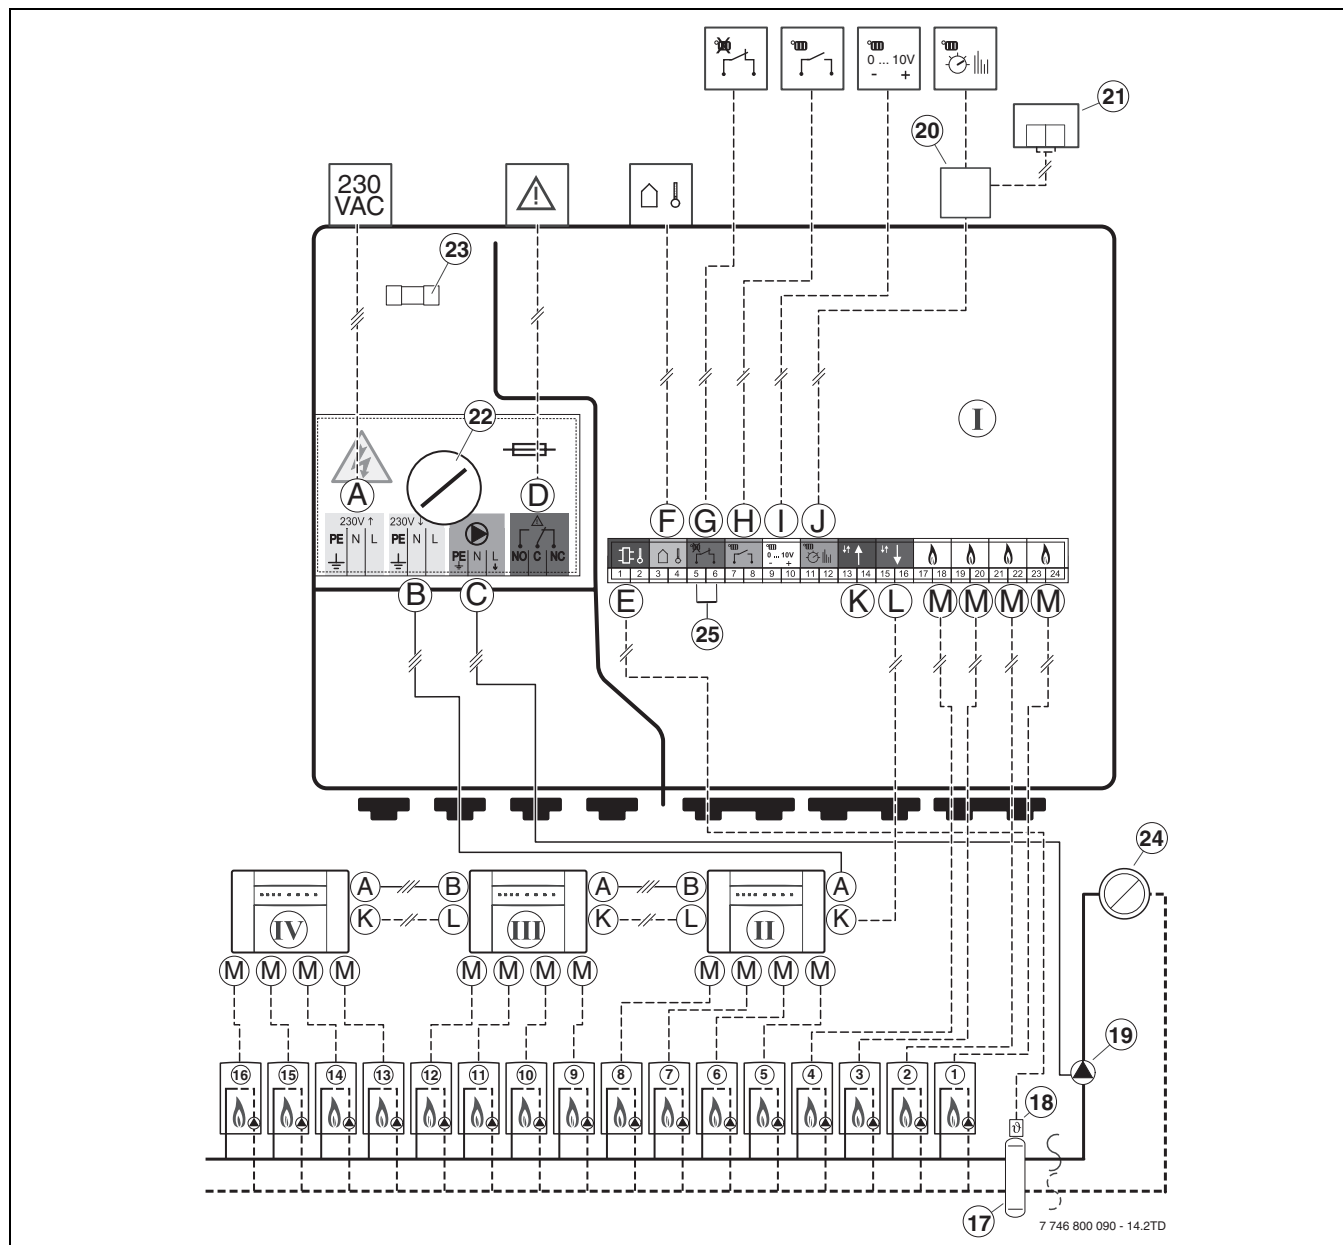 0 ... 10V
- +
21
20
230
VAC
23
I
22
A
D
F G H I J
230V ↑
PE N L
230V ↓
PE N L
PE N L
NO C NC
0 ... 10V
- +
1 2 3 4 5 6 7 8 9 10 11 12 13 14 15 16 17 18 19 20 21 22 23 24
B C
E
K L M M M M
25
24
A B A B A
K L K L K
IV III II
M M M M M M M M M M M M
19
16 15 14 13 12 11 10 9 8 7 6 5 4 3 2 1
18
ϑ
17
7 746 800 090 - 14.2TD